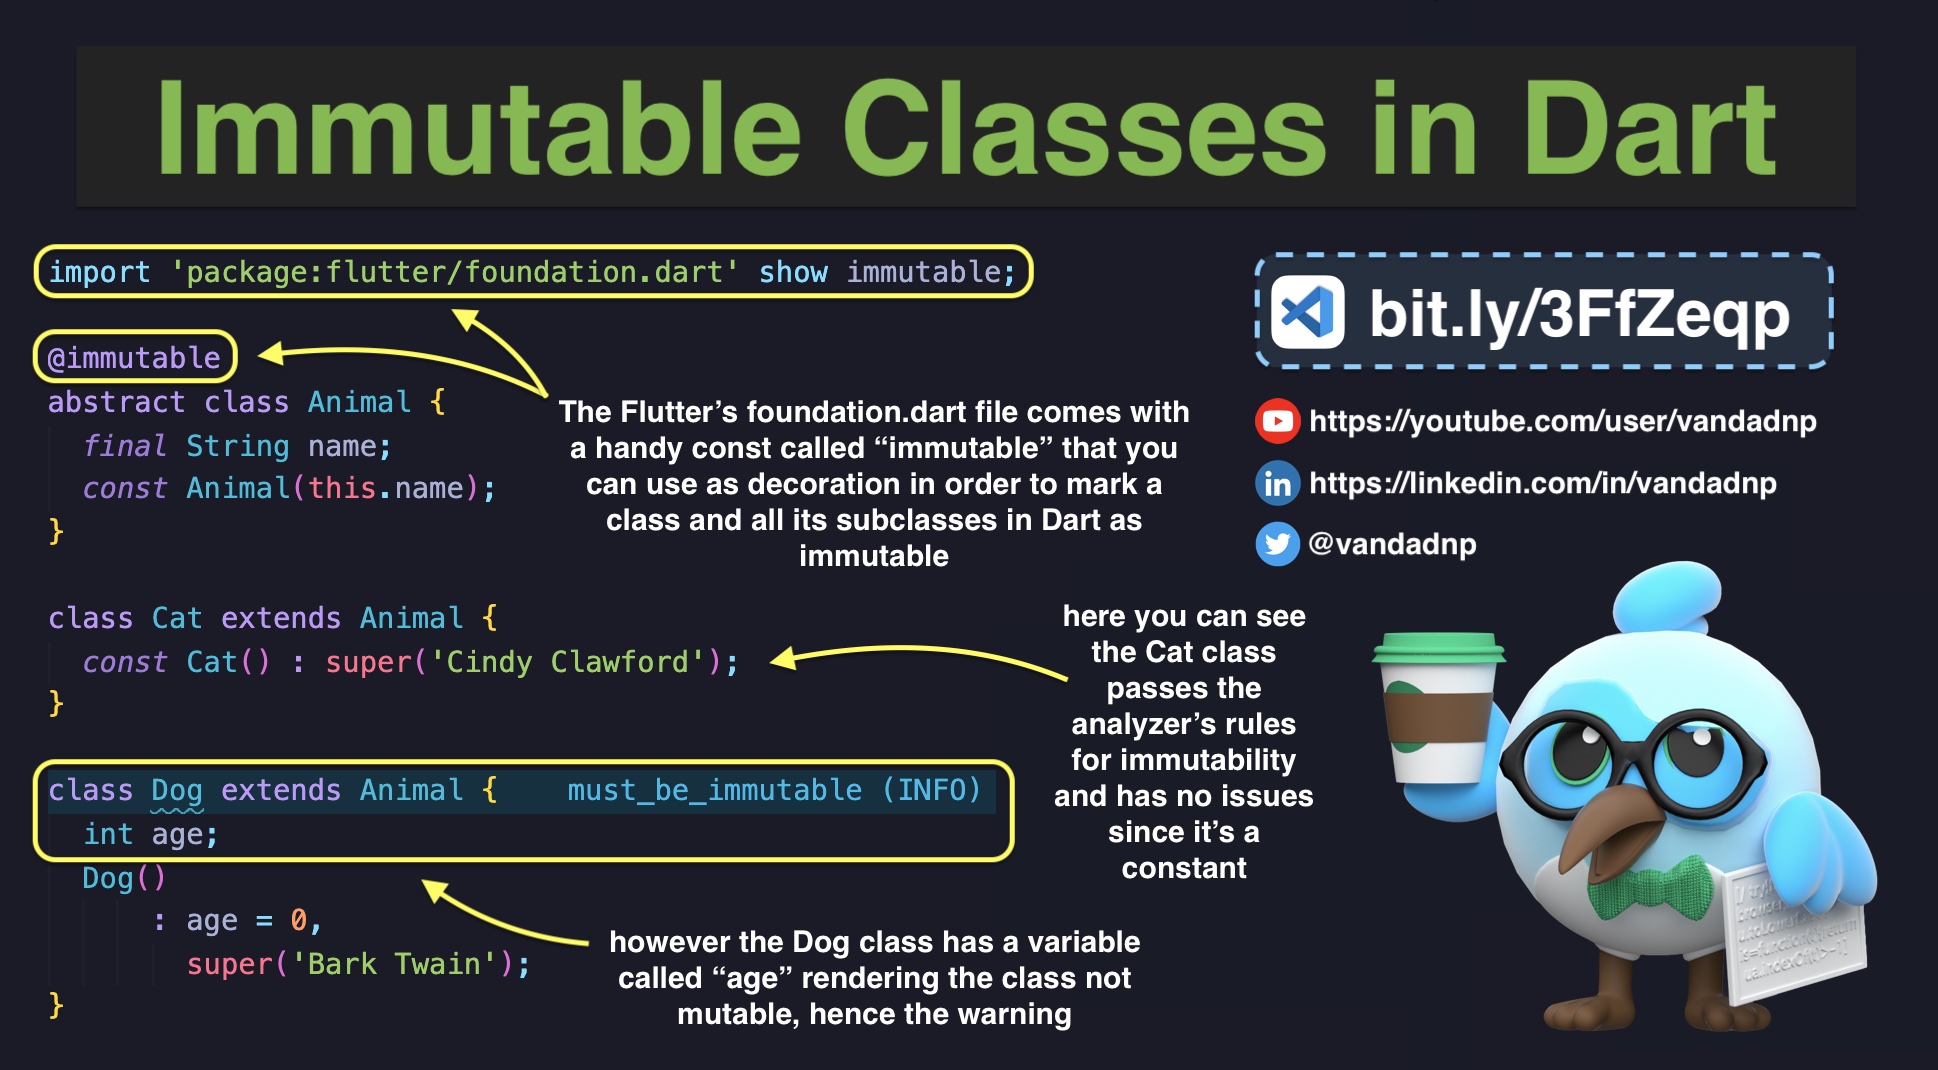 Immutable Classes in Dart
import 'package:flutter/foundation.dart' show immutable;
@immutable
abstract class Animal {
final String name;
const Animal(this.name);
}
The Flutter’s foundation.dart file comes with
a handy const called “immutable” that you
can use as decoration in order to mark a
class and all its subclasses in Dart as
immutable
class Cat extends Animal {
const Cat() : super('Cindy Clawford');
}
here you can see
the Cat class
passes the
analyzer’s rules
for immutability
and has no issues
since it’s a
constant
class Dog extends Animal { must_be_immutable (INFO)
int age;
Dog()
: age = 0,
super('Bark Twain');
}
however the Dog class has a variable
called “age” rendering the class not
mutable, hence the warning
bit.ly/3FfZeqp
https://youtube.com/user/vandadnp
in https://linkedin.com/in/vandadnp
@vandadnp